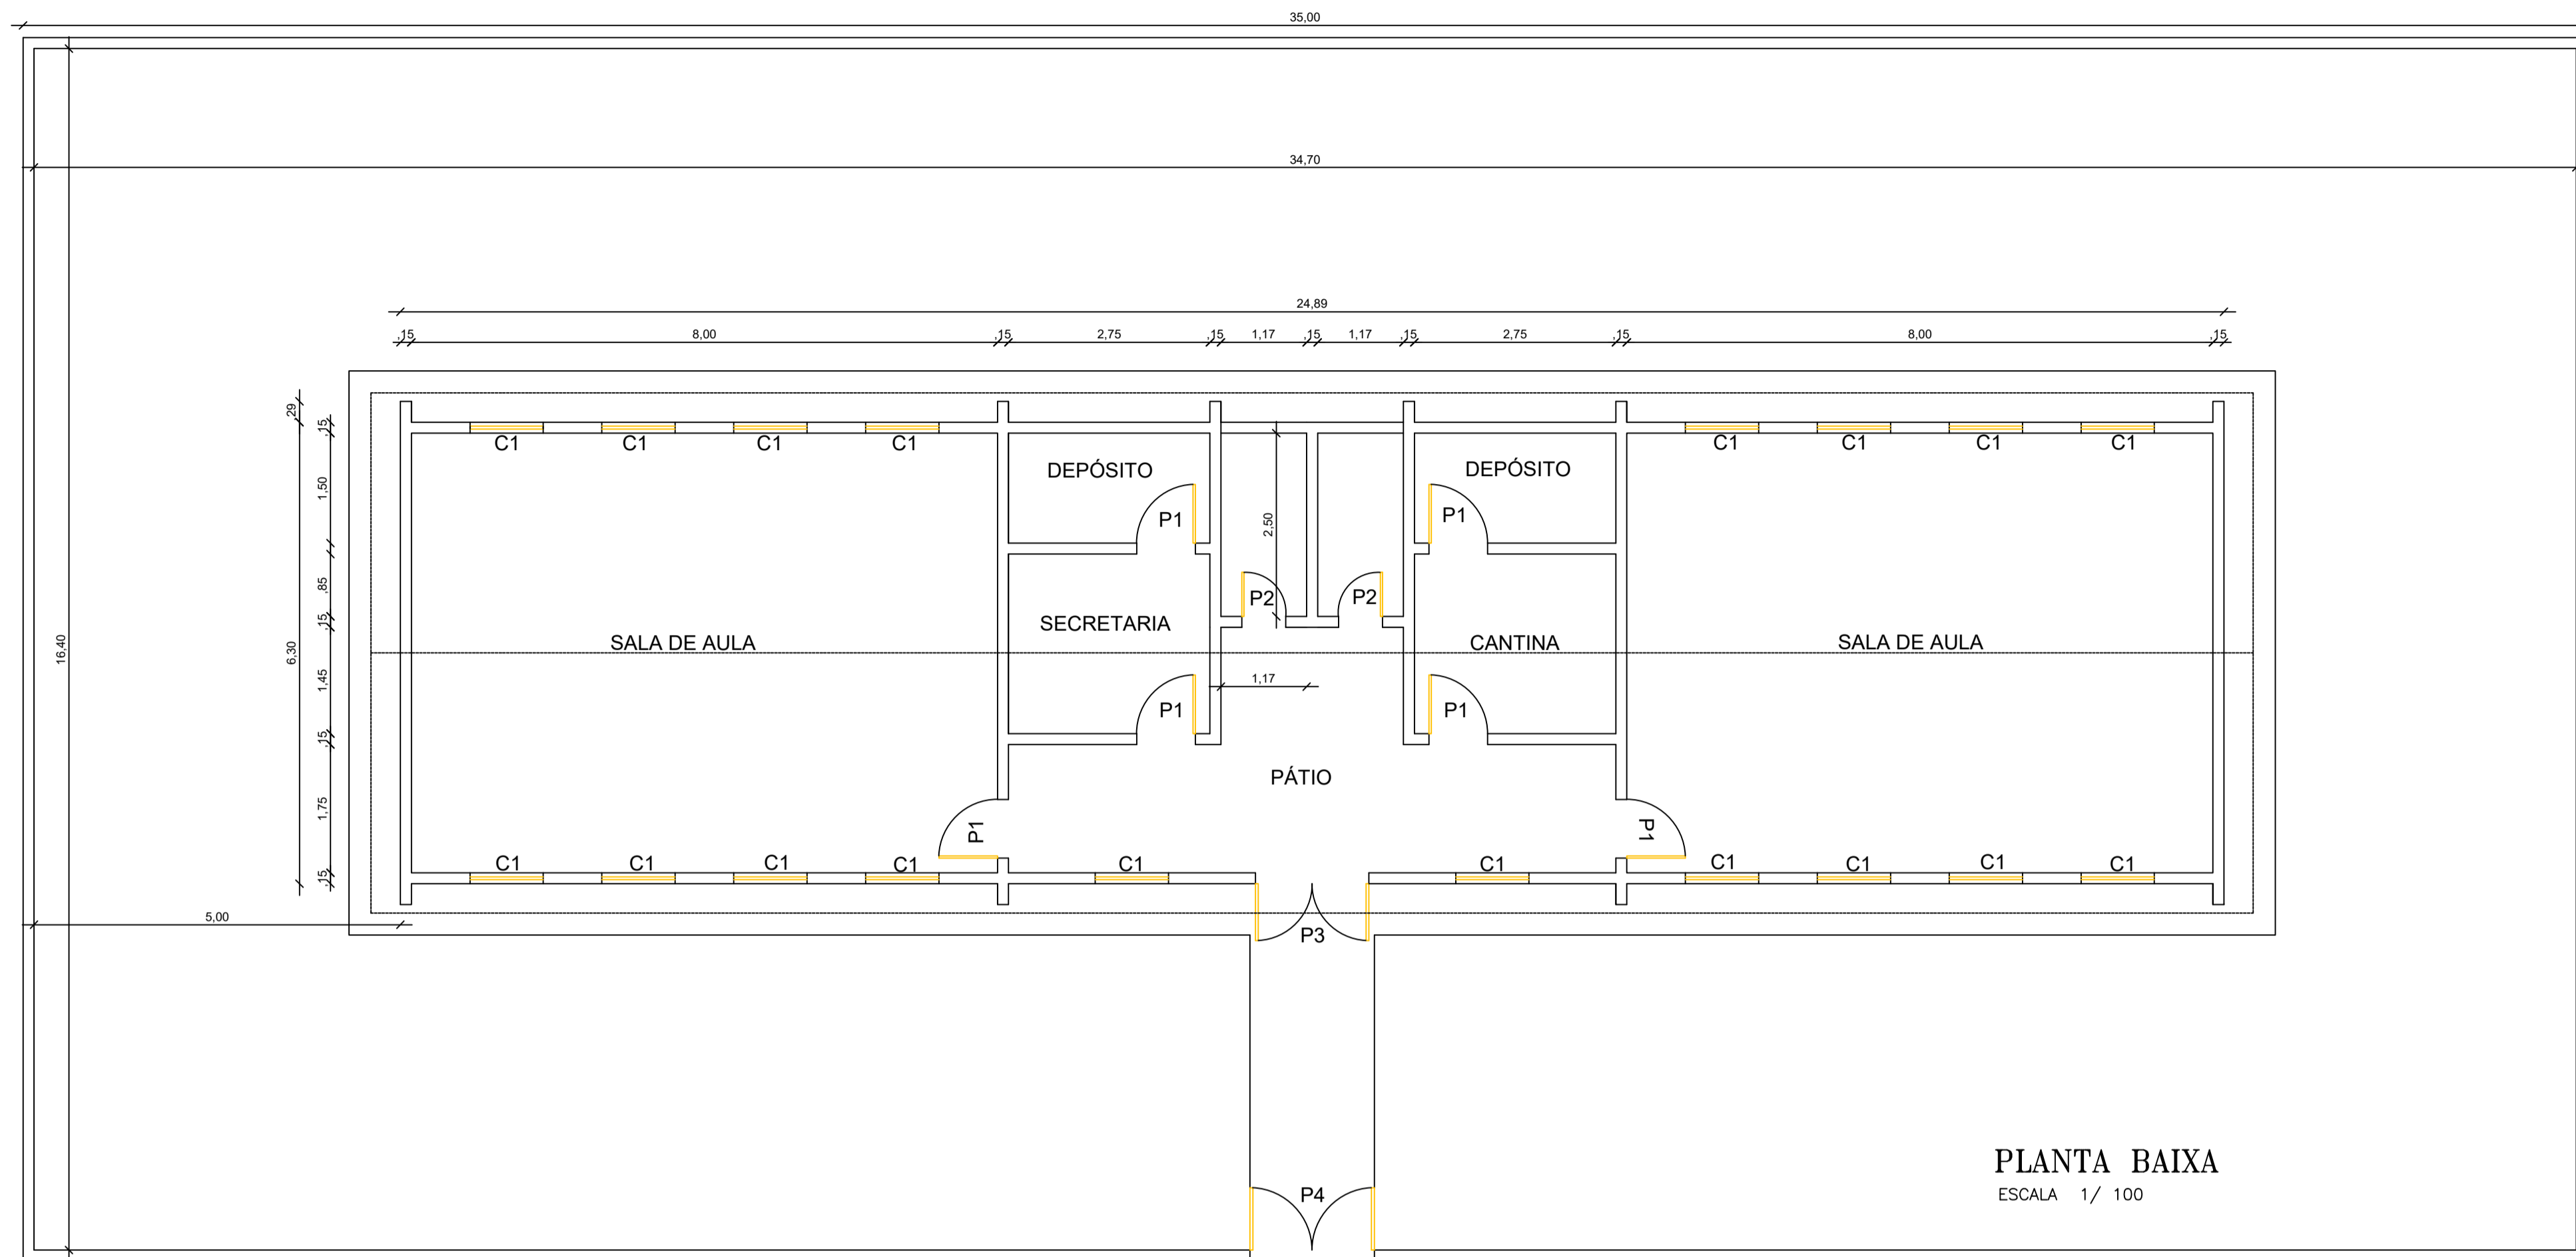 35,00
34,70
24,89
,15 8,00 ,15 2,75 ,15 1,17 ,15 1,17 ,15 2,75 ,15 8,00 ,15
29
,15
C1 C1 C1 C1 C1 C1 C1 C1
DEPÓSITO DEPÓSITO
1,50
P1 P1
2,50
,85
P2 P2
,15
SECRETARIA
16,40
6,30
SALA DE AULA CANTINA SALA DE AULA
1,45
1,17
P1 P1
,15
PÁTIO
1,75
P1 P1
C1 C1 C1 C1 C1 C1 C1 C1 C1 C1
,15
5,00
P3
PLANTA BAIXA
ESCALA 1/ 100
P4